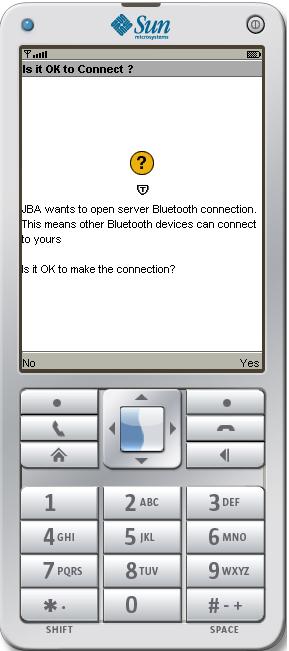 Sun
microsystems
Is it OK to Connect ?
?
JBA wants to open server Bluetooth connection.
This means other Bluetooth devices can connect
to yours
Is it OK to make the connection?
No Yes
1 2 ABC 3 DEF
4 GHI 5 JKL 6 MNO
7 PQRS 8 TUV 9 WXYZ
* . 0 # - +
SHIFT SPACE